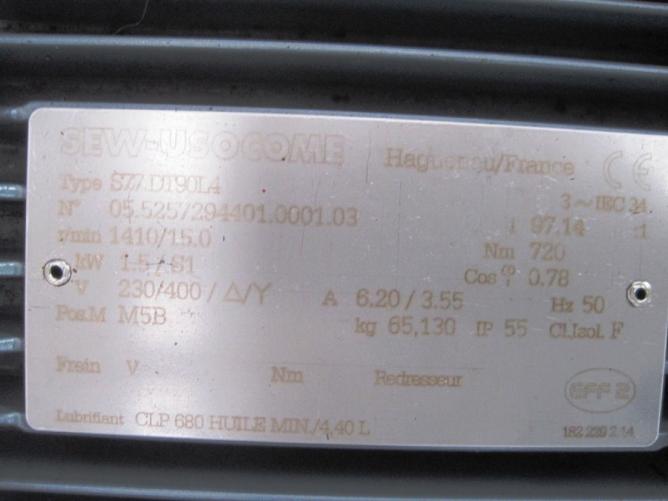 SEW-USOCOME Haguenau/France CE
Type S77 DT90L4 3~IEC 34
N° 05.5257294401.0001.03 i 97.14 :1
r/min 1410/15.0 Nm 720
kW 1.5 / S1 Cos φ 0.78
V 230/400 / Δ/Y A 6.20 / 3.55 Hz 50
Pos.M M5B kg 65,130 IP 55 Cl.Isol. F
Frein V Nm Redresseur
EFF 2
Lubrifiant CLP 680 HUILE MIN./4,40 L 182 229 2.14